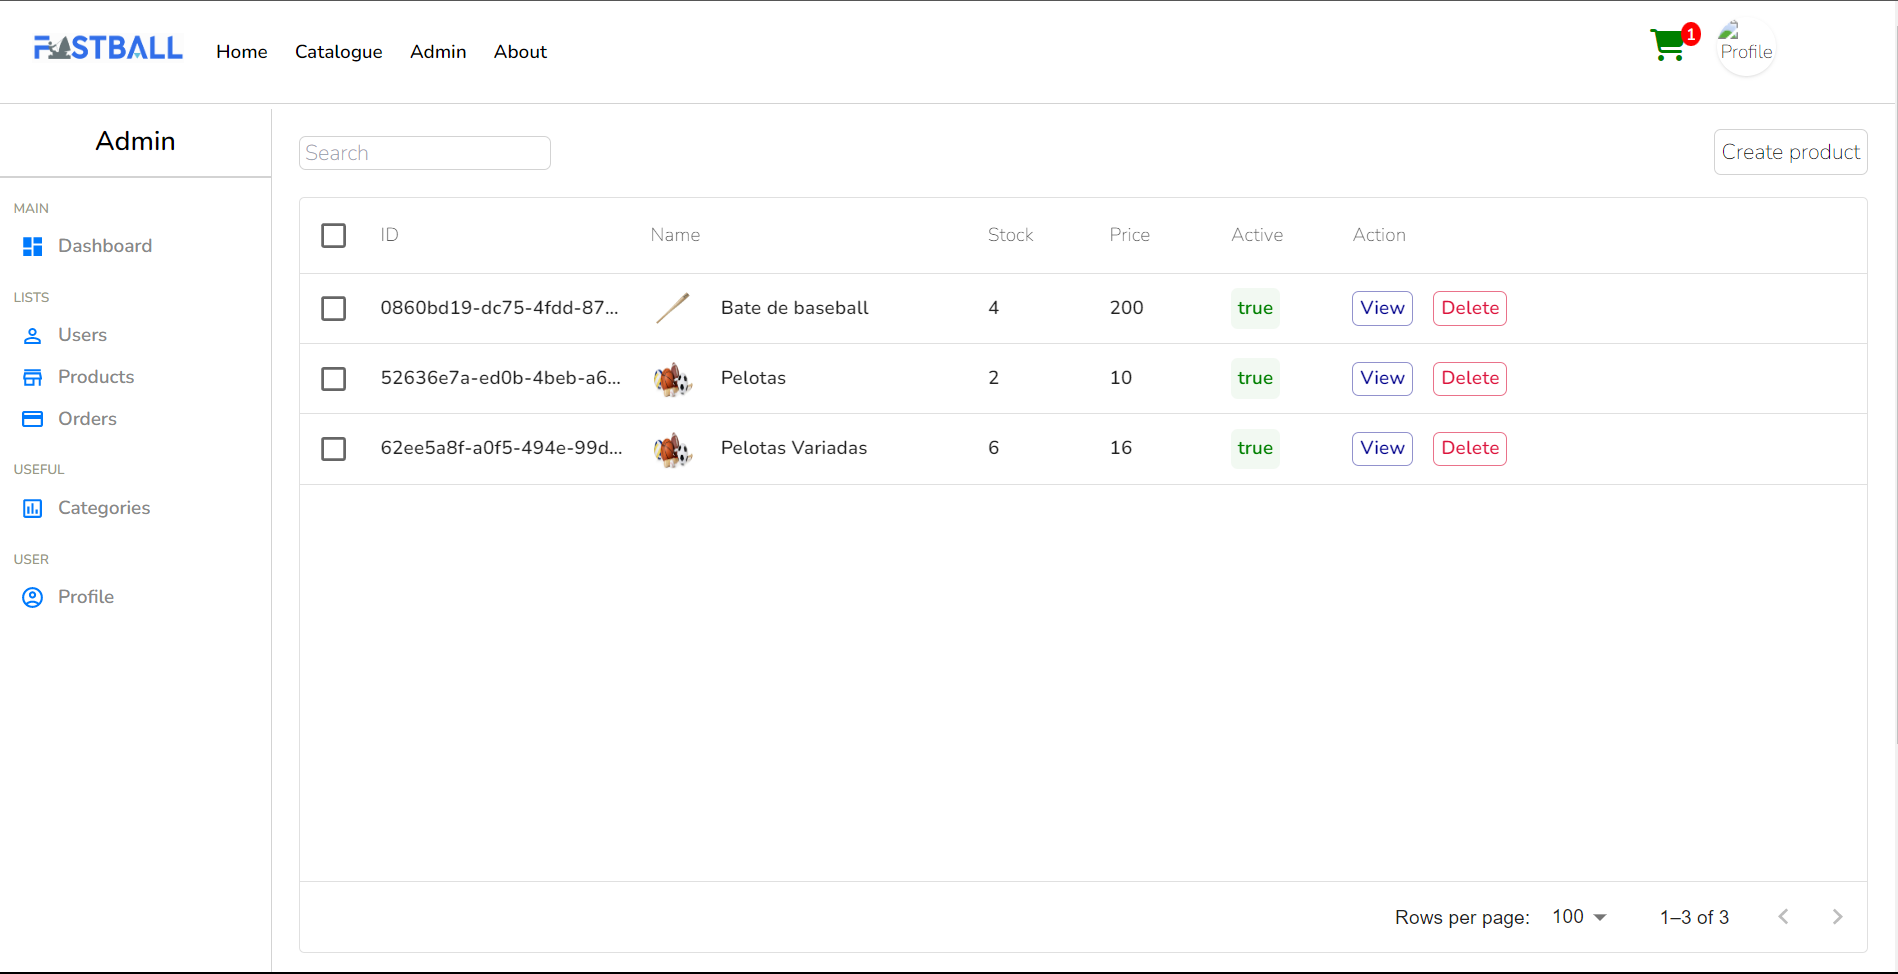 FASTBALL Home Catalogue Admin About 1 Profile
Admin
MAIN
Dashboard
LISTS
Users
Products
Orders
USEFUL
Categories
USER
Profile
Search Create product
ID Name Stock Price Active Action
0860bd19-dc75-4fdd-87... Bate de baseball 4 200 true View Delete
52636e7a-ed0b-4beb-a6... Pelotas 2 10 true View Delete
62ee5a8f-a0f5-494e-99d... Pelotas Variadas 6 16 true View Delete
Rows per page: 100 1–3 of 3